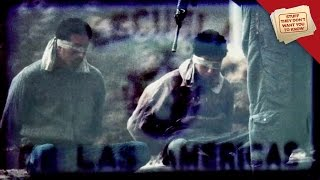 STUFF
THEY DON'T
WANT YOU
TO KNOW
ESCUELA
DE LAS AMERICAS